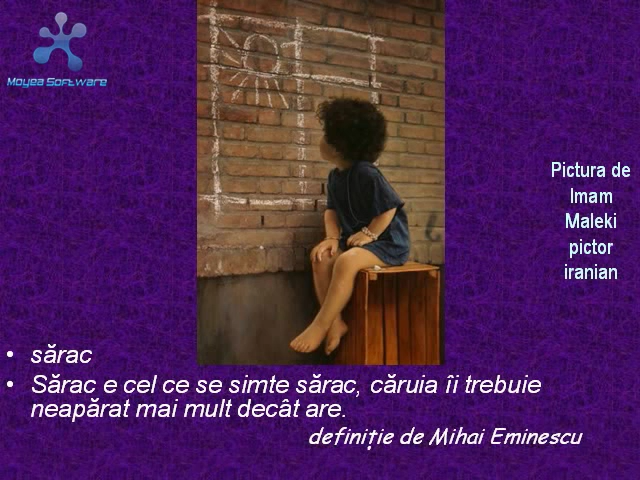 Moyea Software
Pictura de
Imam
Maleki
pictor
iranian
• sărac
• Sărac e cel ce se simte sărac, căruia îi trebuie
neapărat mai mult decât are.
definiție de Mihai Eminescu